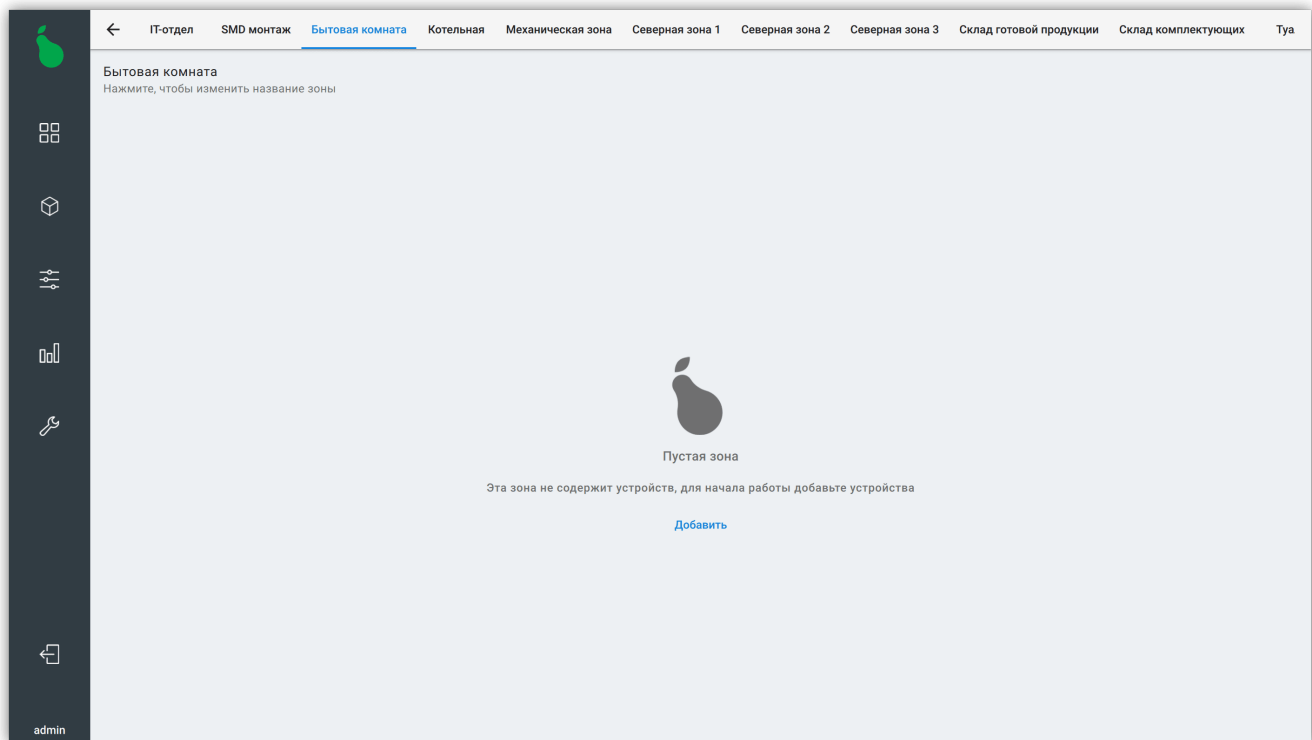 IT-отдел SMD монтаж Бытовая комната Котельная Механическая зона Северная зона 1 Северная зона 2 Северная зона 3 Склад готовой продукции Склад комплектующих Туа
Бытовая комната
Нажмите, чтобы изменить название зоны
Пустая зона
Эта зона не содержит устройств, для начала работы добавьте устройства
Добавить
admin